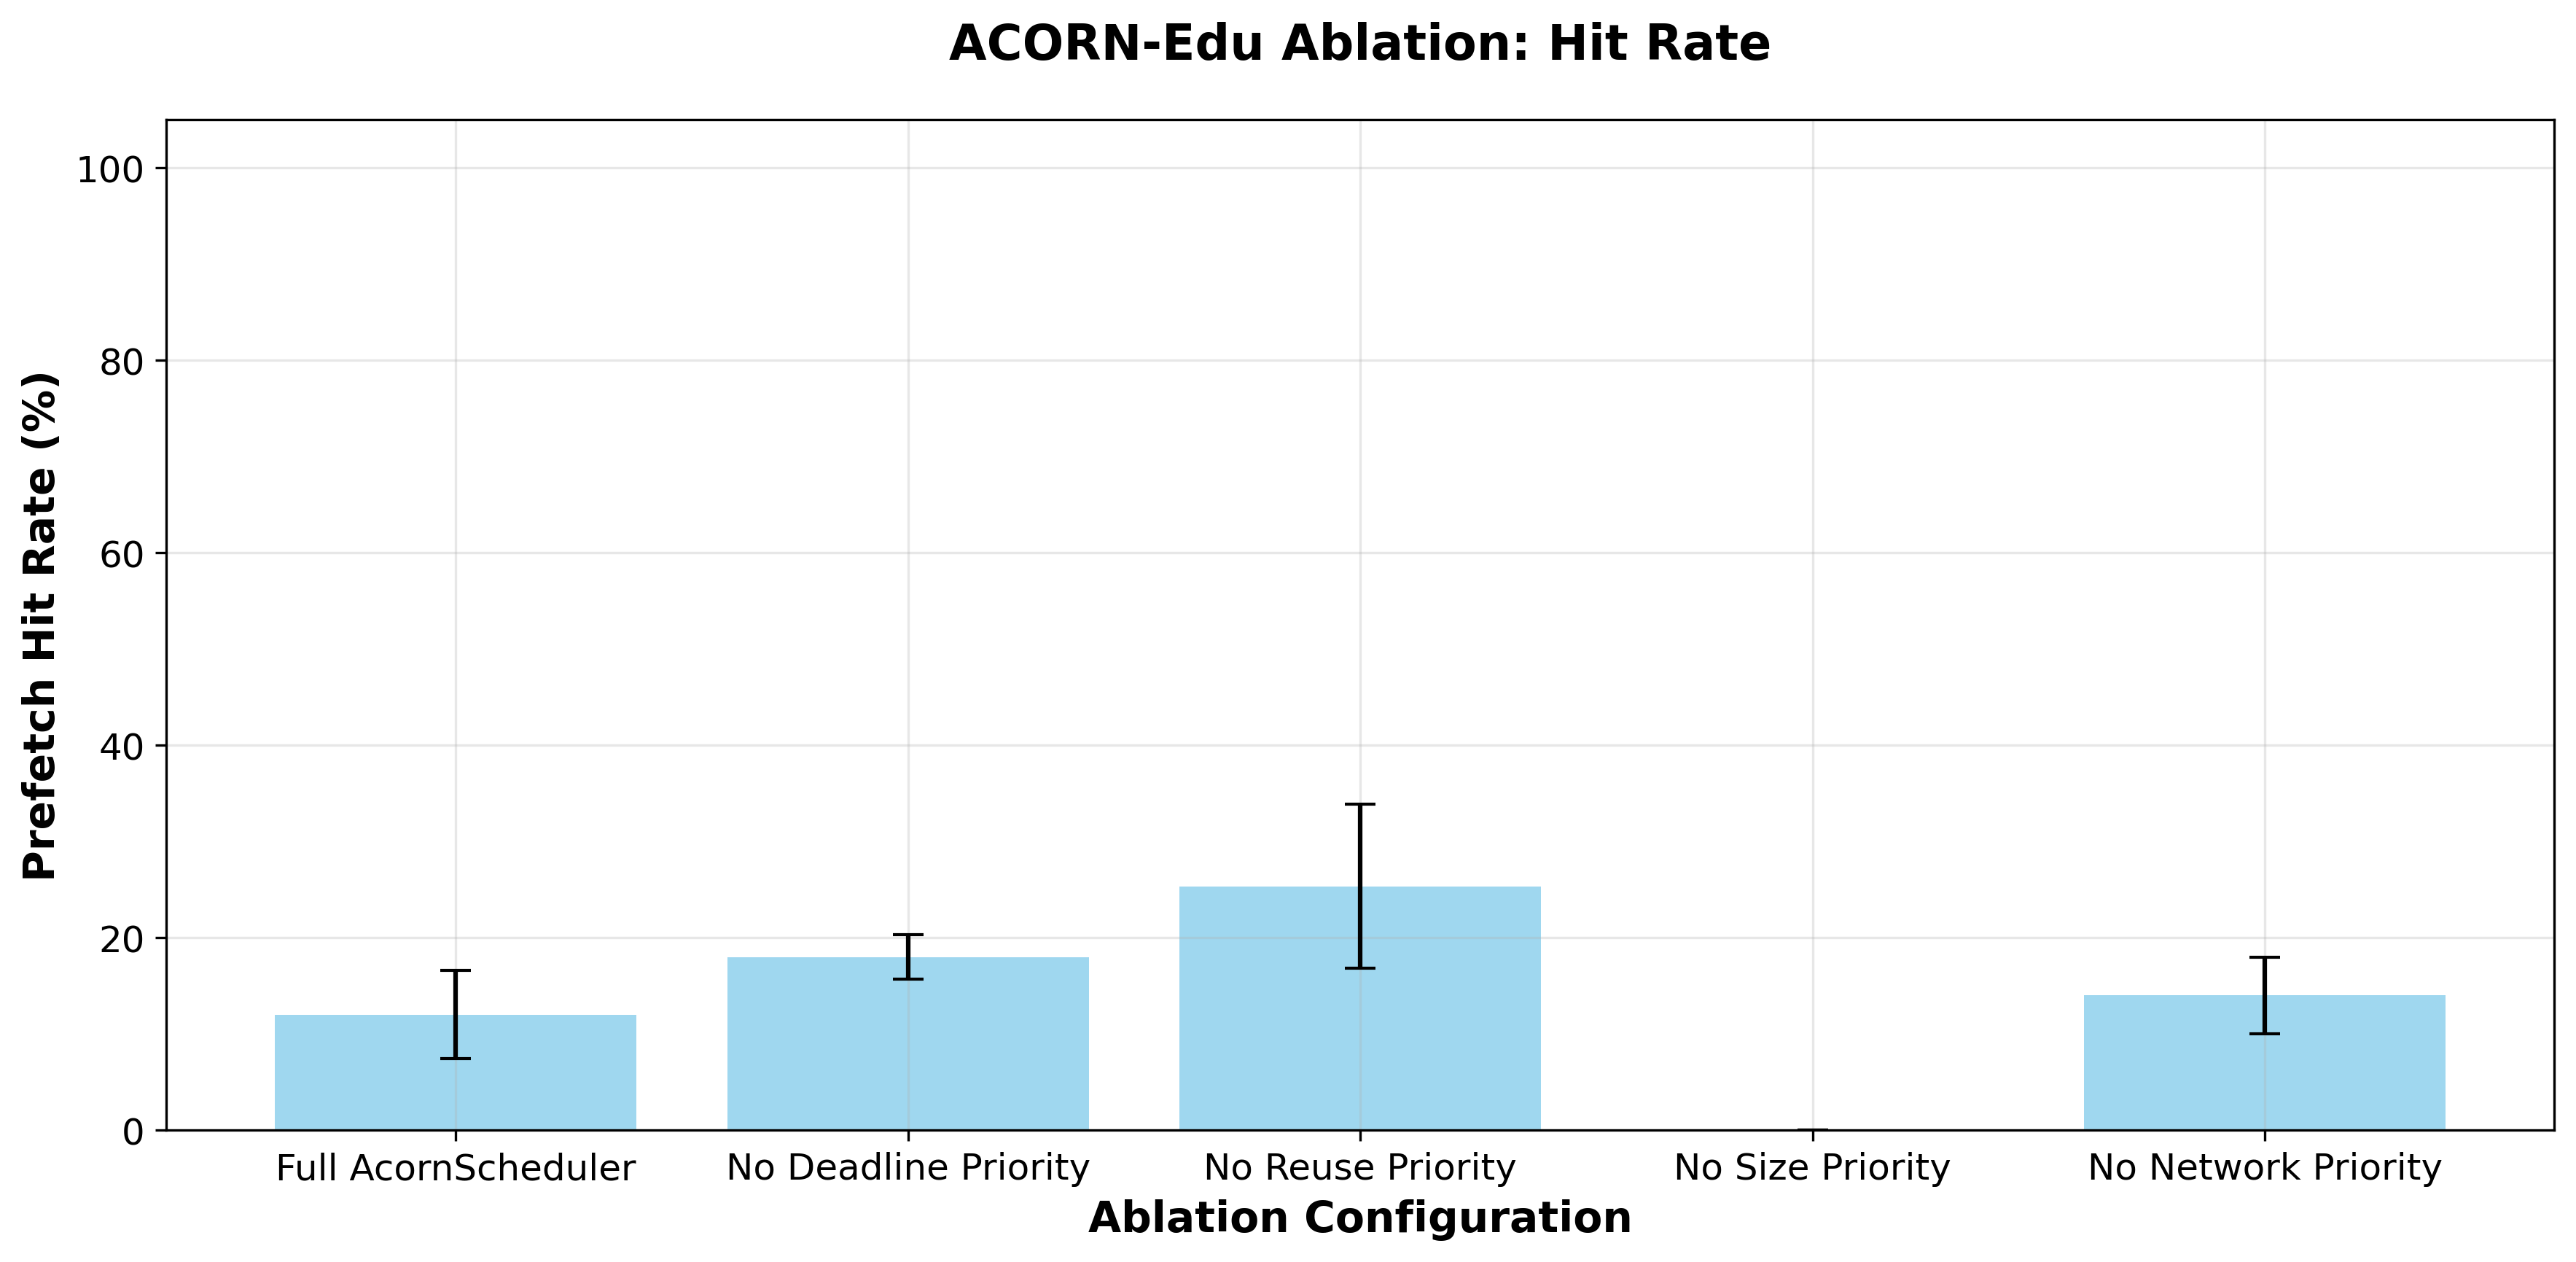 ACORN-Edu Ablation: Hit Rate
Prefetch Hit Rate (%)
100
80
60
40
20
0
Full AcornScheduler
No Deadline Priority
No Reuse Priority
No Size Priority
No Network Priority
Ablation Configuration